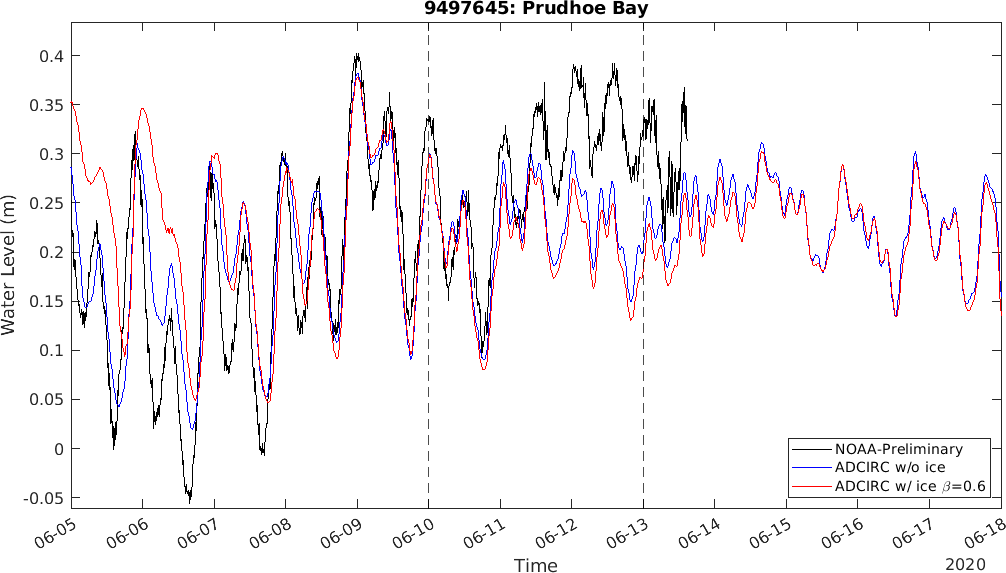 9497645: Prudhoe Bay
Water Level (m)
0.4
0.35
0.3
0.25
0.2
0.15
0.1
0.05
0
-0.05
NOAA-Preliminary
ADCIRC w/o ice
ADCIRC w/ ice β=0.6
06-05 06-06 06-07 06-08 06-09 06-10 06-11 06-12 06-13 06-14 06-15 06-16 06-17 06-18
Time
2020